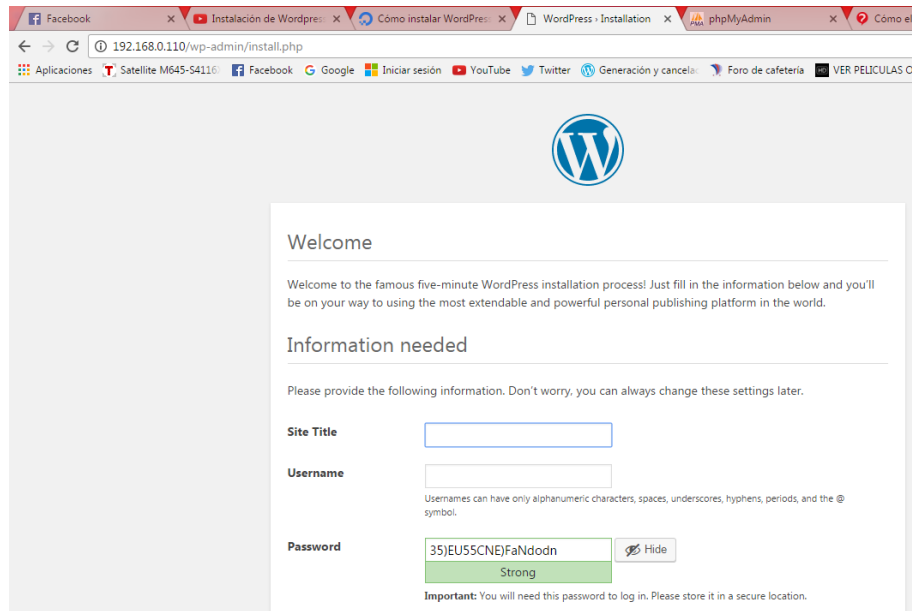 Facebook
Instalación de Wordpres
Cómo instalar WordPres
WordPress › Installation
phpMyAdmin
Cómo el
192.168.0.110/wp-admin/install.php
Aplicaciones
Satellite M645-S4116
Facebook
Google
Iniciar sesión
YouTube
Twitter
Generación y cancela
Foro de cafetería
VER PELICULAS O
Welcome
Welcome to the famous five-minute WordPress installation process! Just fill in the information below and you'll
be on your way to using the most extendable and powerful personal publishing platform in the world.
Information needed
Please provide the following information. Don't worry, you can always change these settings later.
Site Title
Username
Usernames can have only alphanumeric characters, spaces, underscores, hyphens, periods, and the @
symbol.
Password
35)EU55CNE)FaNdodn
Hide
Strong
Important: You will need this password to log in. Please store it in a secure location.